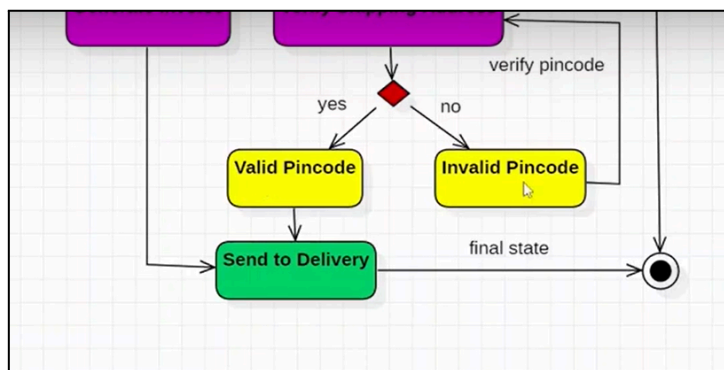 verify pincode
yes
no
Valid Pincode
Invalid Pincode
Send to Delivery
final state